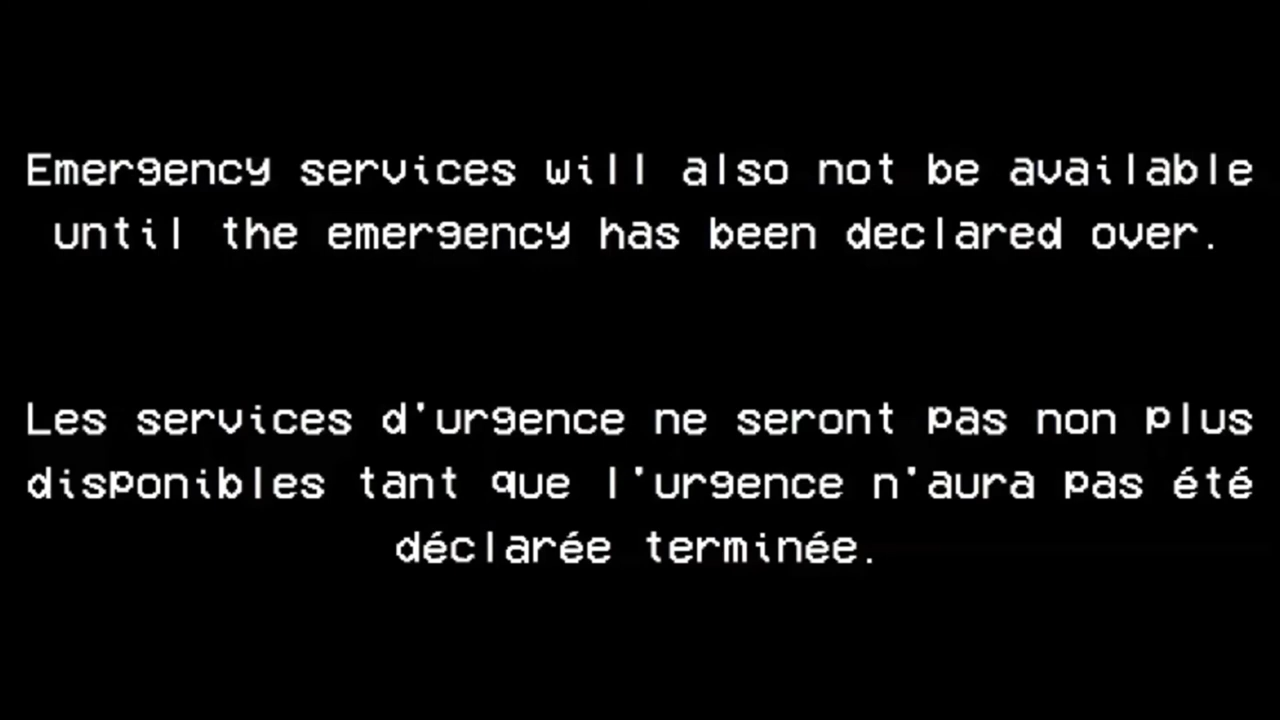 Emergency services will also not be available
until the emergency has been declared over.
Les services d'urgence ne seront pas non plus
disponibles tant que l'urgence n'aura pas été
déclarée terminée.